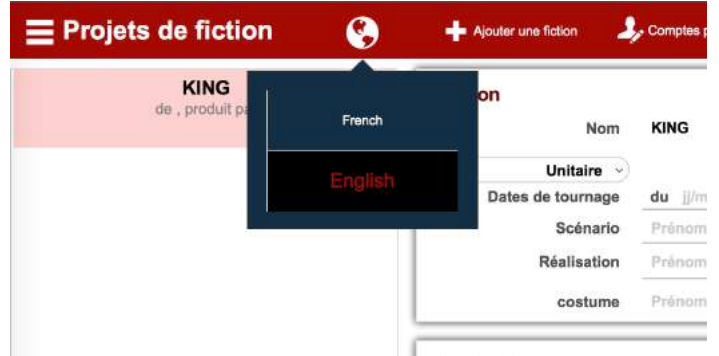 Projets de fiction
Ajouter une fiction
Comptes
KING
de , produit
French
English
on
Nom KING
Unitaire
Dates de tournage du jj/m
Scénario Prénom
Réalisation Prénom
costume Prénom